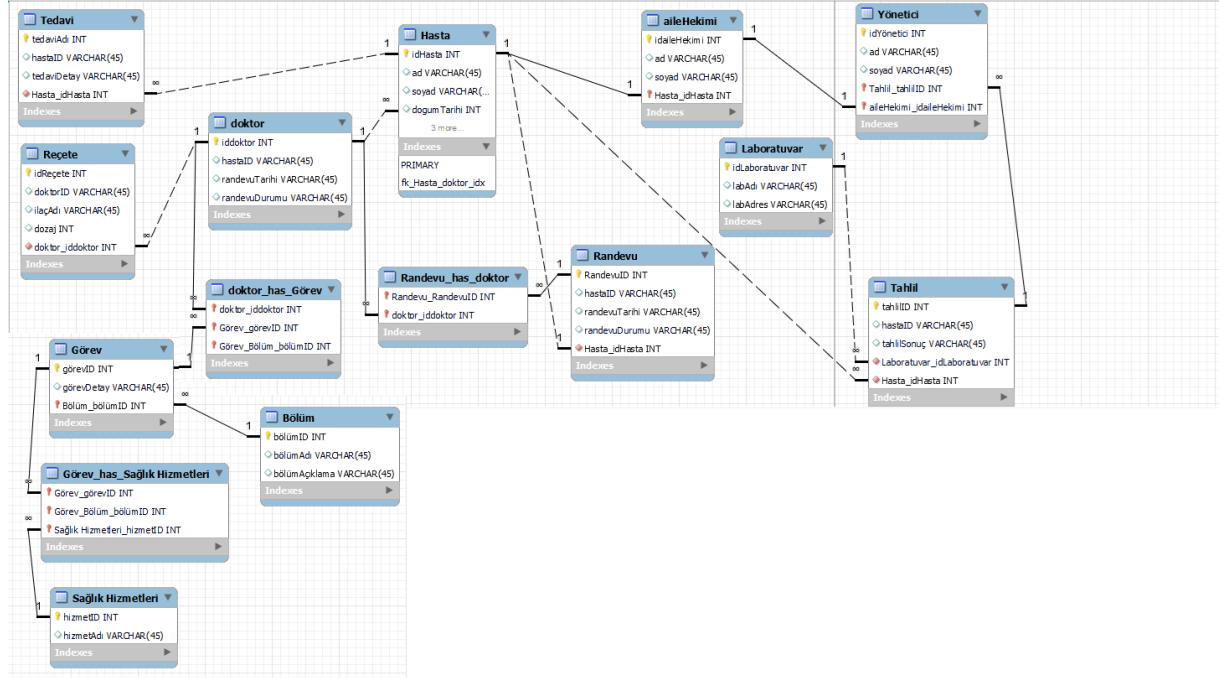 Tedavi
tedaviAdı INT
hastaID VARCHAR(45)
tedaviDetay VARCHAR(45)
Hasta_idHasta INT
Indexes
Reçete
idReçete INT
doktorID VARCHAR(45)
ilaçAdı VARCHAR(45)
dozaj INT
doktor_iddoktor INT
Indexes
doktor
iddoktor INT
hastaID VARCHAR(45)
randevuTarihi VARCHAR(45)
randevuDurumu VARCHAR(45)
Indexes
Hasta
idHasta INT
ad VARCHAR(45)
soyad VARCHAR(...
dogumTarihi INT
3 more...
Indexes
PRIMARY
fk_Hasta_doktor_idx
aileHekimi
idaileHekimi INT
ad VARCHAR(45)
soyad VARCHAR(45)
Hasta_idHasta INT
Indexes
Yönetici
idYönetici INT
ad VARCHAR(45)
soyad VARCHAR(45)
Tahlil_tahlilID INT
aileHekimi_idaileHekimi INT
Indexes
Laboratuvar
idLaboratuvar INT
labAdı VARCHAR(45)
labAdres VARCHAR(45)
Indexes
doktor_has_Görev
doktor_iddoktor INT
Görev_görevID INT
Görev_Bölüm_bölümID INT
Indexes
Randevu_has_doktor
Randevu_RandevuID INT
doktor_iddoktor INT
Indexes
Randevu
RandevuID INT
hastaID VARCHAR(45)
randevuTarihi VARCHAR(45)
randevuDurumu VARCHAR(45)
Hasta_idHasta INT
Indexes
Tahlil
tahlilID INT
hastaID VARCHAR(45)
tahlilSonuç VARCHAR(45)
Laboratuvar_idLaboratuvar INT
Hasta_idHasta INT
Indexes
Görev
görevID INT
görevDetay VARCHAR(45)
Bölüm_bölümID INT
Indexes
Bölüm
bölümID INT
bölümAdı VARCHAR(45)
bölümAçıklama VARCHAR(45)
Indexes
Görev_has_Sağlık Hizmetleri
Görev_görevID INT
Görev_Bölüm_bölümID INT
Sağlık Hizmetleri_hizmetID INT
Indexes
Sağlık Hizmetleri
hizmetID INT
hizmetAdı VARCHAR(45)
Indexes